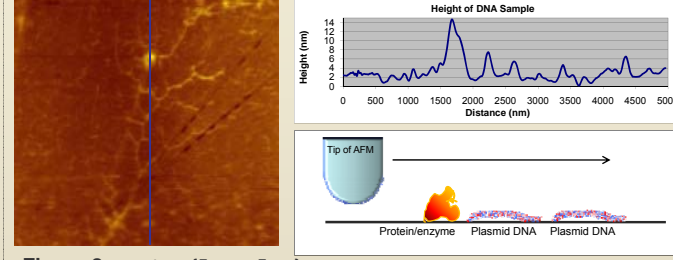 Height of DNA Sample
Height (nm)
14
12
10
8
6
4
2
0
0 500 1000 1500 2000 2500 3000 3500 4000 4500 500
Distance (nm)
Tip of AFM
Protein/enzyme Plasmid DNA Plasmid DNA